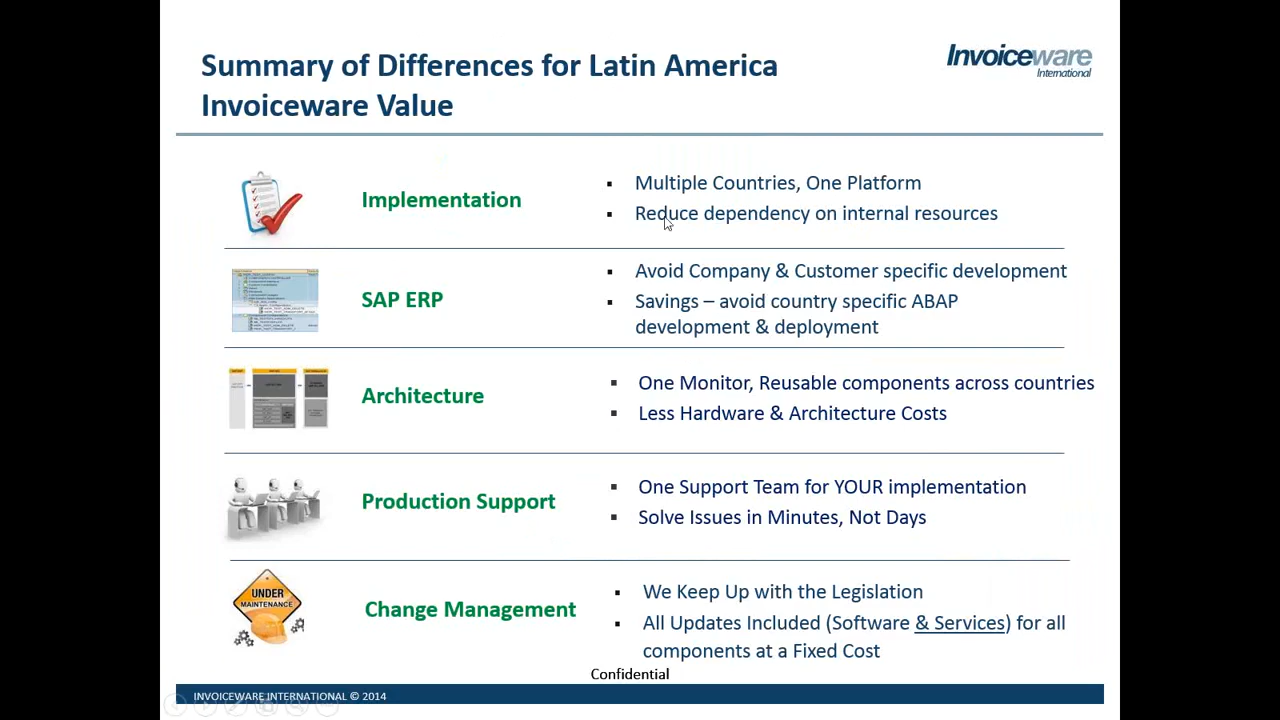 Summary of Differences for Latin America
Invoiceware Value
Invoiceware
International
Implementation
▪ Multiple Countries, One Platform
▪ Reduce dependency on internal resources
SAP ERP
▪ Avoid Company & Customer specific development
▪ Savings – avoid country specific ABAP
development & deployment
Architecture
▪ One Monitor, Reusable components across countries
▪ Less Hardware & Architecture Costs
Production Support
▪ One Support Team for YOUR implementation
▪ Solve Issues in Minutes, Not Days
UNDER
MAINTENANCE
Change Management
▪ We Keep Up with the Legislation
▪ All Updates Included (Software & Services) for all
components at a Fixed Cost
Confidential
INVOICEWARE INTERNATIONAL © 2014